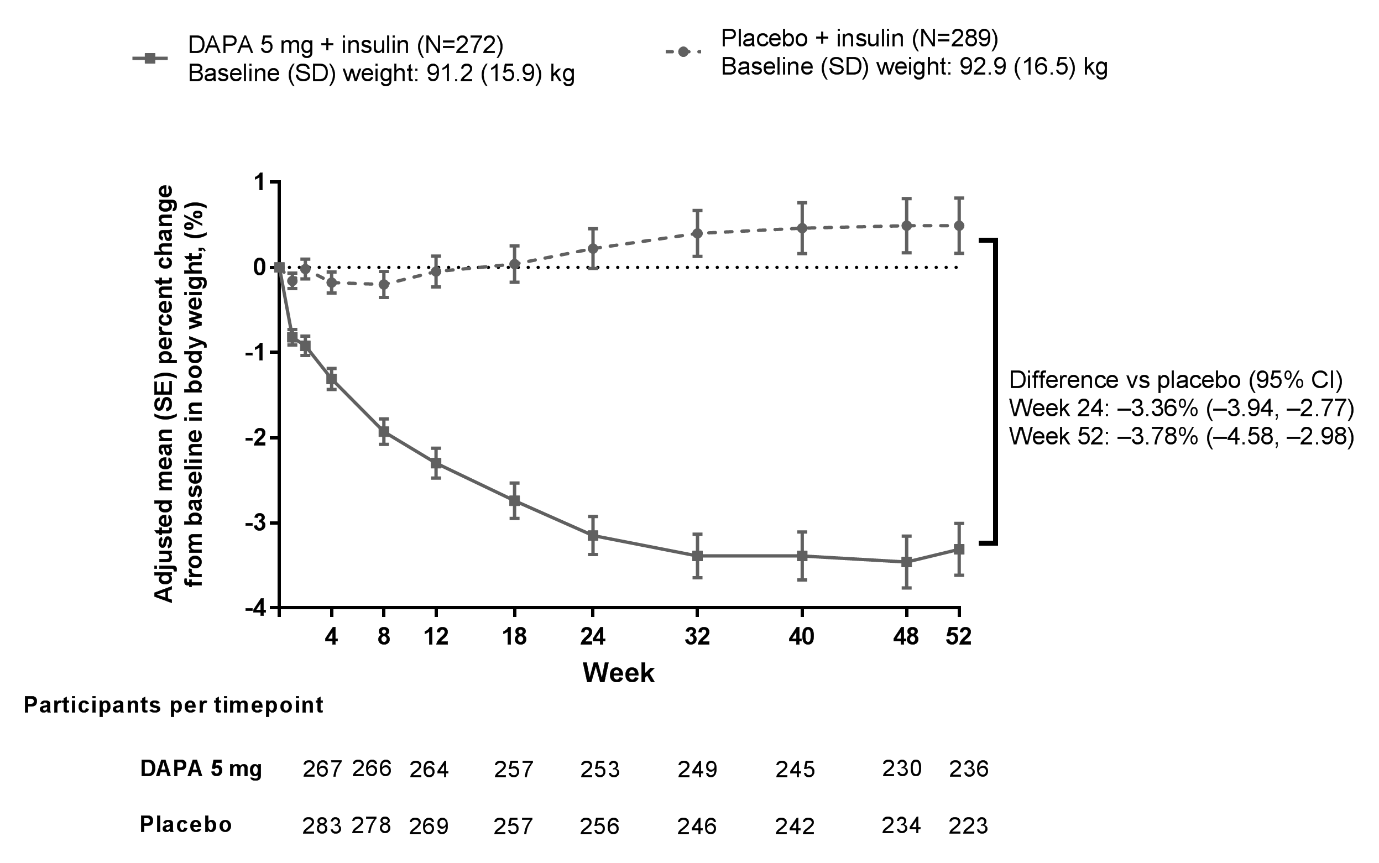 DAPA 5 mg + insulin (N=272)
Baseline (SD) weight: 91.2 (15.9) kg
Placebo + insulin (N=289)
Baseline (SD) weight: 92.9 (16.5) kg
Adjusted mean (SE) percent change
from baseline in body weight, (%)
1
0
-1
-2
-3
-4
4 8 12 18 24 32 40 48 52
Week
Difference vs placebo (95% CI)
Week 24: –3.36% (–3.94, –2.77)
Week 52: –3.78% (–4.58, –2.98)
Participants per timepoint
DAPA 5 mg 267 266 264 257 253 249 245 230 236
Placebo 283 278 269 257 256 246 242 234 223